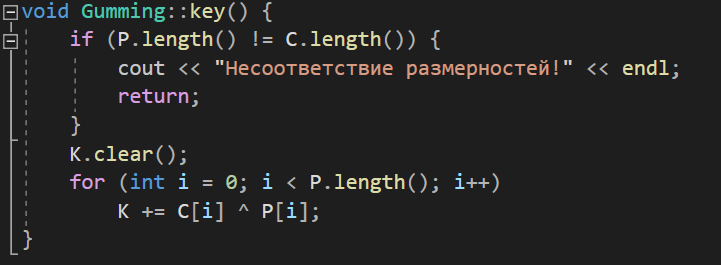 void Gumming::key() {
if (P.length() != C.length()) {
cout << "Несоответствие размерностей!" << endl;
return;
}
K.clear();
for (int i = 0; i < P.length(); i++)
K += C[i] ^ P[i];
}